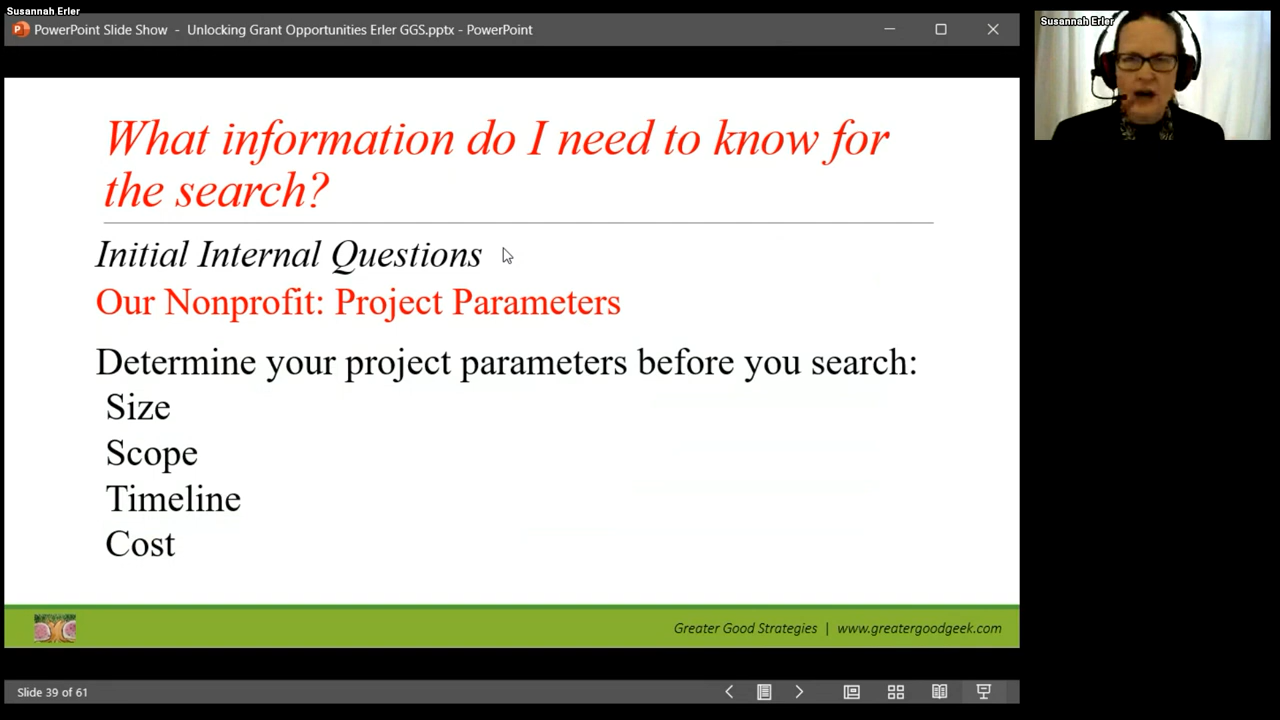 Susannah Erler
PowerPoint Slide Show - Unlocking Grant Opportunities Erler GGS.pptx - PowerPoint
Susannah Erler
What information do I need to know for
the search?
Initial Internal Questions
Our Nonprofit: Project Parameters
Determine your project parameters before you search:
Size
Scope
Timeline
Cost
Greater Good Strategies | www.greatergoodgeek.com
Slide 39 of 61